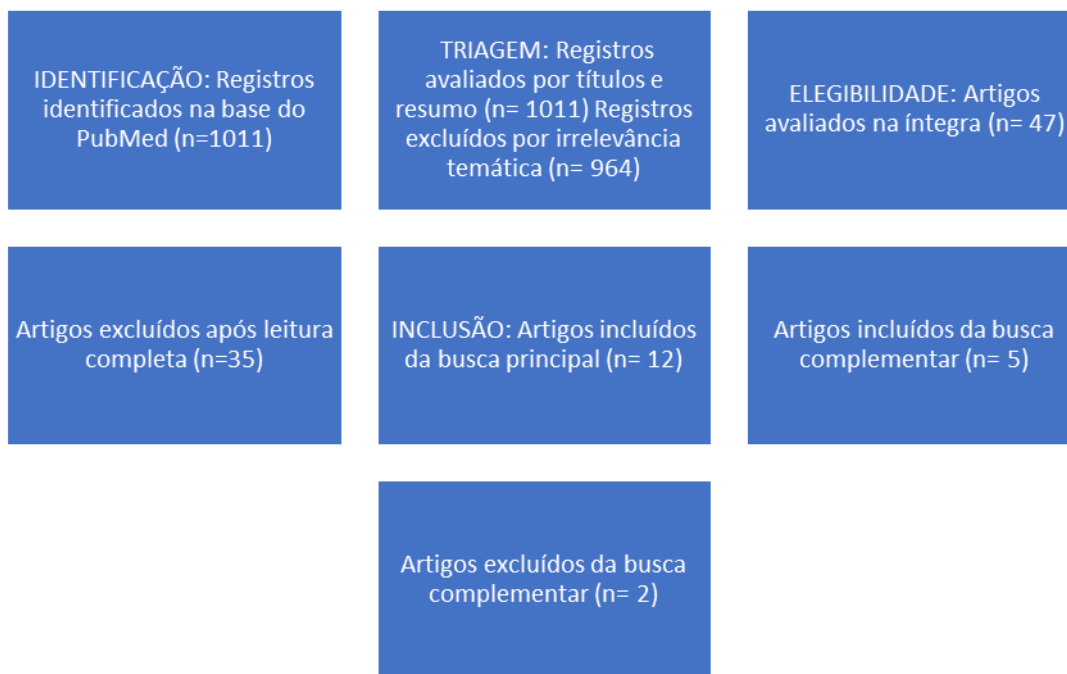 IDENTIFICAÇÃO: Registros
identificados na base do
PubMed (n=1011)
TRIAGEM: Registros
avaliados por títulos e
resumo (n= 1011) Registros
excluídos por irrelevância
temática (n= 964)
ELEGIBILIDADE: Artigos
avaliados na íntegra (n= 47)
Artigos excluídos após leitura
completa (n=35)
INCLUSÃO: Artigos incluídos
da busca principal (n= 12)
Artigos incluídos da busca
complementar (n= 5)
Artigos excluídos da busca
complementar (n= 2)